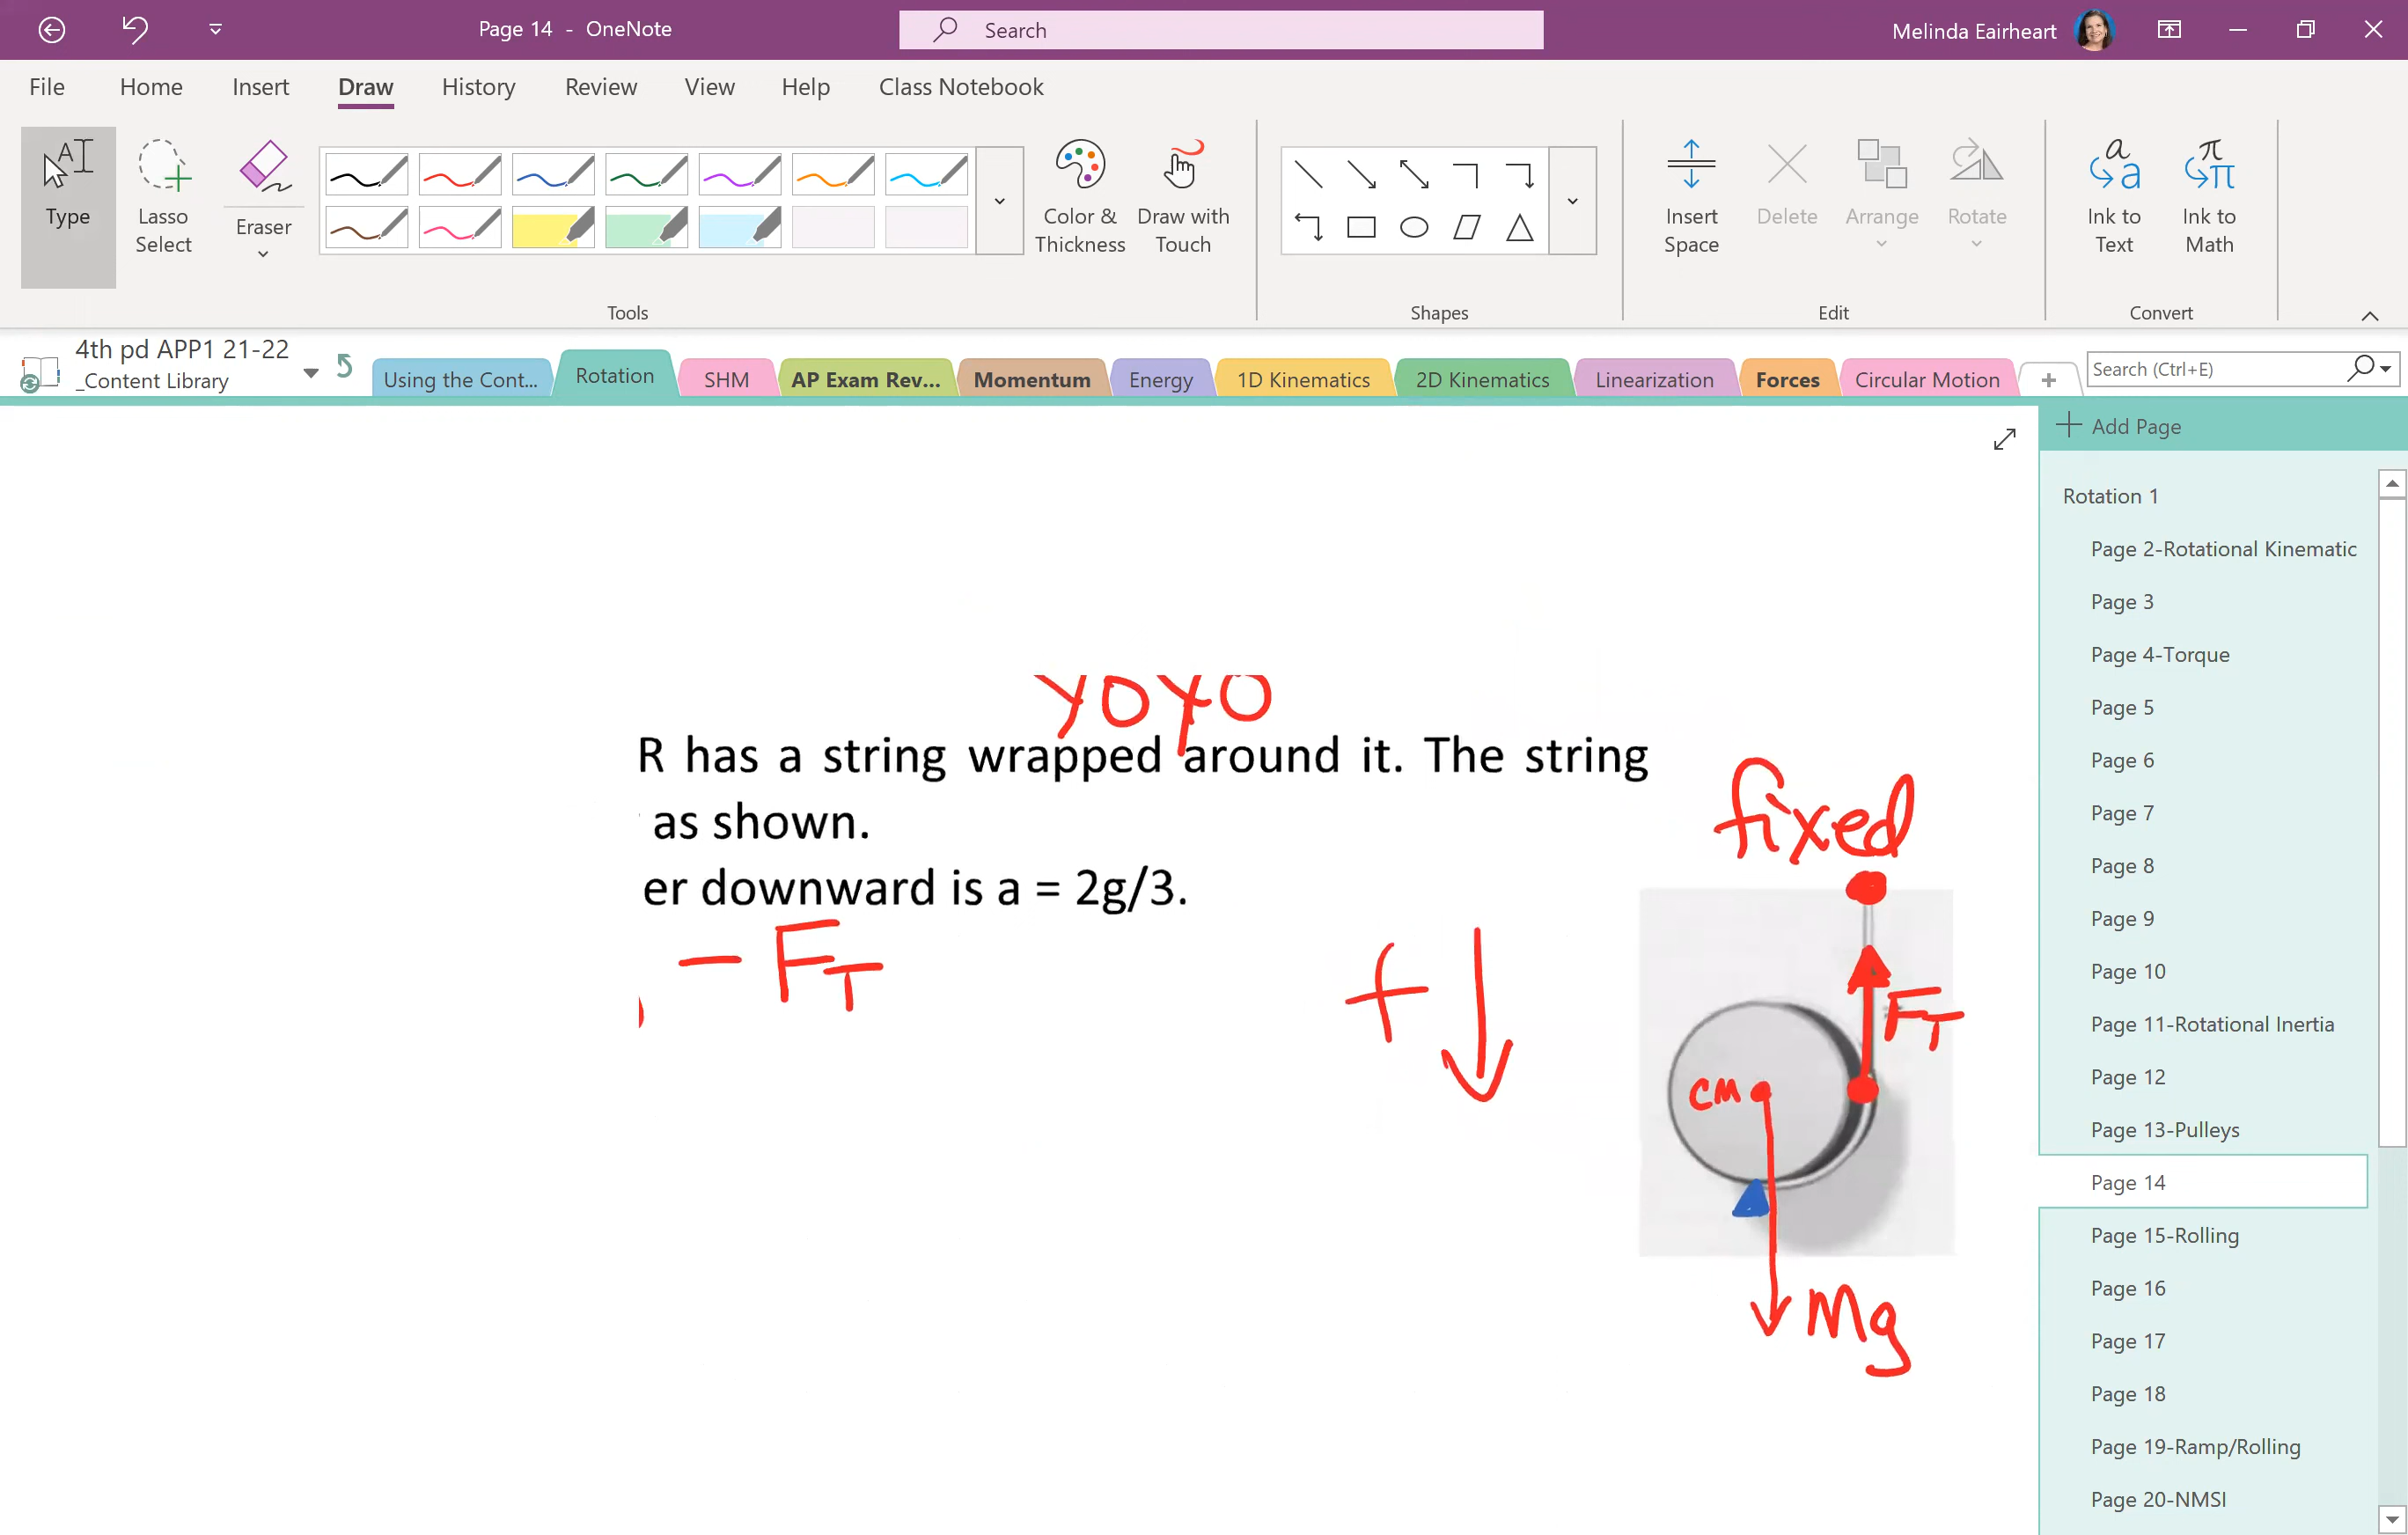 Page 14 - OneNote
Search
Melinda Eairheart
File Home Insert Draw History Review View Help Class Notebook
Type
Lasso Select
Eraser
Color & Thickness
Draw with Touch
Insert Space
Delete
Arrange
Rotate
Ink to Text
Ink to Math
Tools
Shapes
Edit
Convert
4th pd APP1 21-22
_Content Library
Using the Cont... Rotation SHM AP Exam Rev... Momentum Energy 1D Kinematics 2D Kinematics Linearization Forces Circular Motion
Search (Ctrl+E)
yoyo
R has a string wrapped around it. The string
as shown.
er downward is a = 2g/3.
- FT
+
fixed
FT
CM
Mg
Add Page
Rotation 1
Page 2-Rotational Kinematic
Page 3
Page 4-Torque
Page 5
Page 6
Page 7
Page 8
Page 9
Page 10
Page 11-Rotational Inertia
Page 12
Page 13-Pulleys
Page 14
Page 15-Rolling
Page 16
Page 17
Page 18
Page 19-Ramp/Rolling
Page 20-NMSI